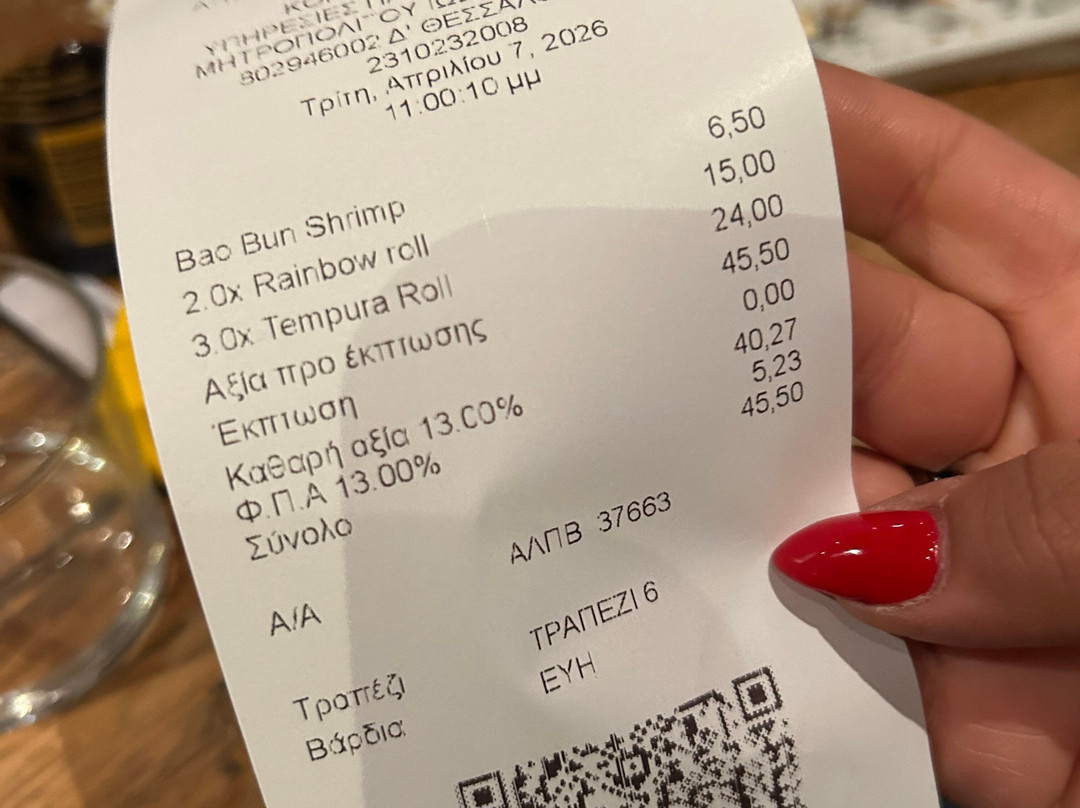 ΥΠΗΡΕΣΙΕΣ
ΜΗΤΡΟΠΟΛΙΤΟΥ
802946002 Δ' ΘΕΣΣΑΛΟ
2310232008
Τρίτη, Απριλίου 7, 2026
11:00:10 μμ
Bao Bun Shrimp 6,50
2.0x Rainbow roll 15,00
3.0x Tempura Roll 24,00
Αξία προ έκπτωσης 45,50
Έκπτωση 0,00
Καθαρή αξία 13.00% 40,27
Φ.Π.Α 13.00% 5,23
Σύνολο 45,50
Α/Α ΑΛΠΒ 37663
Τραπέζι ΤΡΑΠΕΖΙ 6
Βάρδια ΕΥΗ